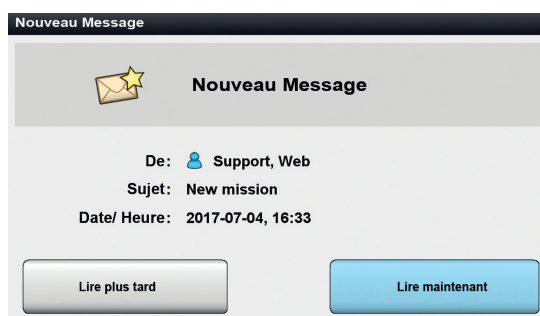 Nouveau Message
Nouveau Message
De: Support, Web
Sujet: New mission
Date/ Heure: 2017-07-04, 16:33
Lire plus tard Lire maintenant